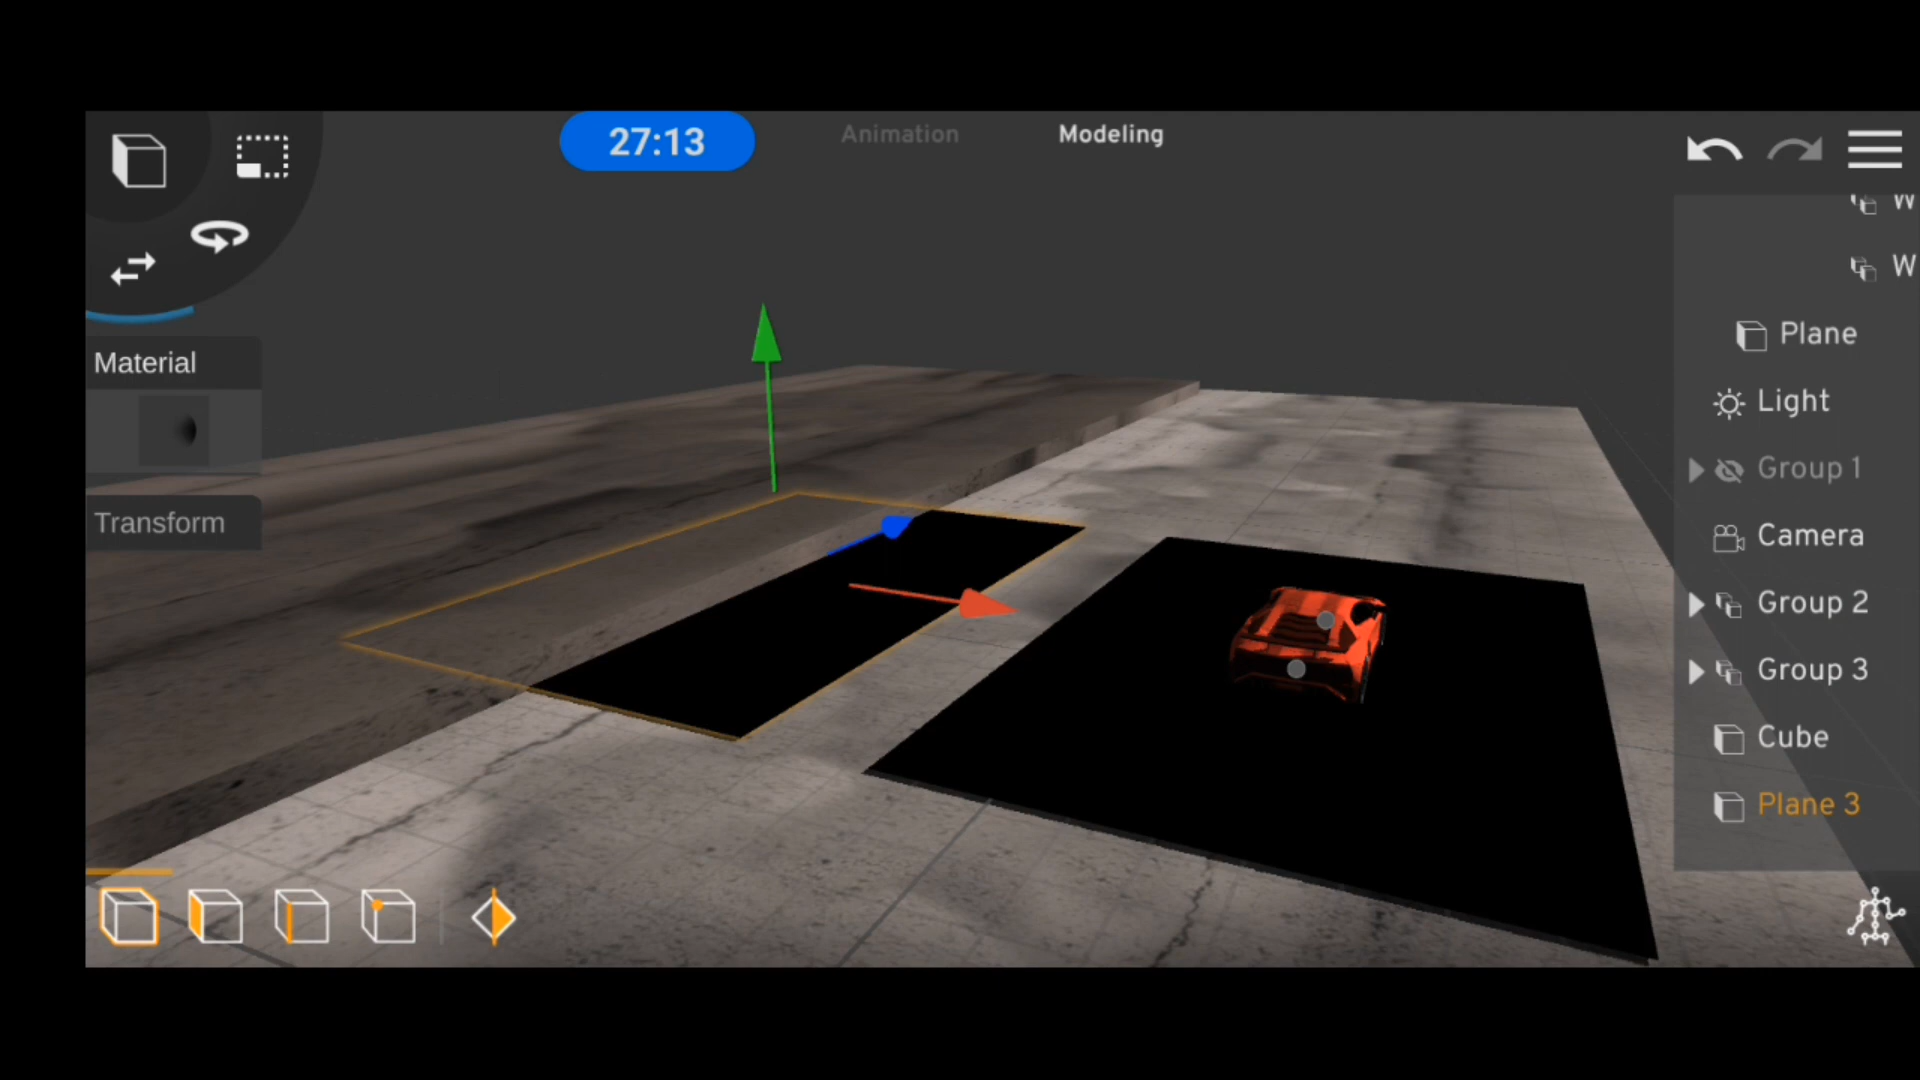 27:13
Animation
Modeling
W
W
Plane
Light
Group 1
Camera
Group 2
Group 3
Cube
Plane 3
Material
Transform